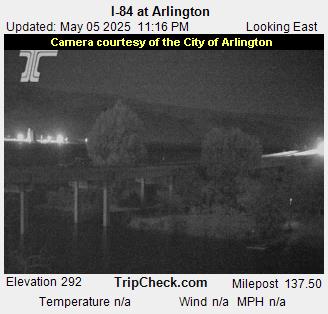 I-84 at Arlington
Updated: May 05 2025 11:16 PM Looking East
Camera courtesy of the City of Arlington
Elevation 292 TripCheck.com Milepost 137.50
Temperature n/a Wind n/a MPH n/a